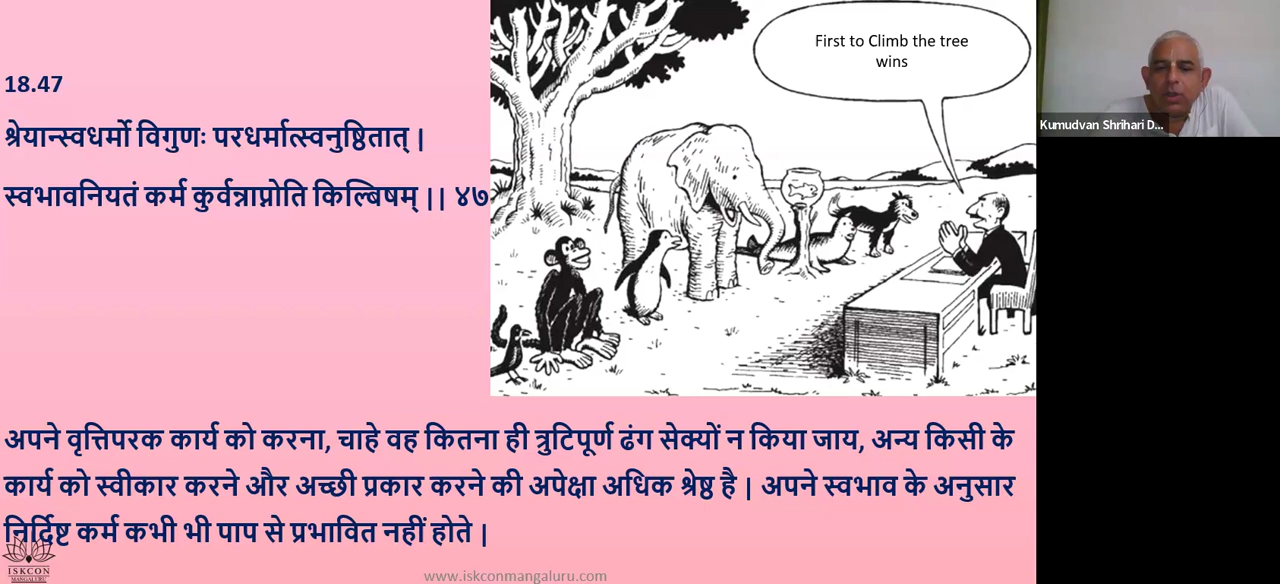 18.47
श्रेयान्स्वधर्मो विगुणः परधर्मात्स्वनुष्ठितात् |
स्वभावनियतं कर्म कुर्वन्नाप्नोति किल्बिषम् || ४७
First to Climb the tree
wins
Kumudvan Shrihari D...
अपने वृत्तिपरक कार्य को करना, चाहे वह कितना ही त्रुटिपूर्ण ढंग सेक्यों न किया जाय, अन्य किसी के
कार्य को स्वीकार करने और अच्छी प्रकार करने की अपेक्षा अधिक श्रेष्ठ है | अपने स्वभाव के अनुसार
निर्दिष्ट कर्म कभी भी पाप से प्रभावित नहीं होते |
ISKCON
MANGALURU
www.iskconmangaluru.com